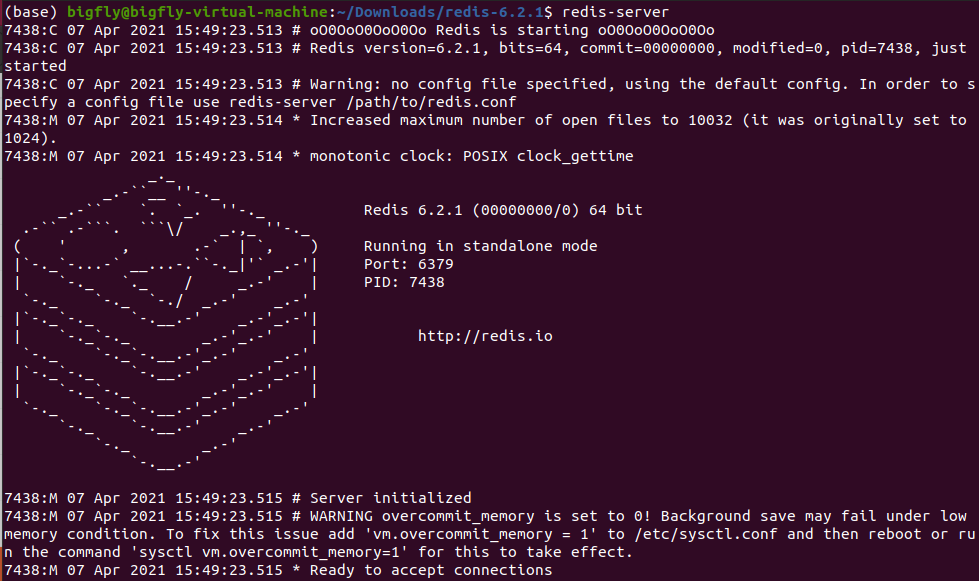 (base) bigfly@bigfly-virtual-machine:~/Downloads/redis-6.2.1$ redis-server
7438:C 07 Apr 2021 15:49:23.513 # oO0OoO0OoO0Oo Redis is starting oO0OoO0OoO0Oo
7438:C 07 Apr 2021 15:49:23.513 # Redis version=6.2.1, bits=64, commit=00000000, modified=0, pid=7438, just
started
7438:C 07 Apr 2021 15:49:23.513 # Warning: no config file specified, using the default config. In order to s
pecify a config file use redis-server /path/to/redis.conf
7438:M 07 Apr 2021 15:49:23.514 * Increased maximum number of open files to 10032 (it was originally set to
1024).
7438:M 07 Apr 2021 15:49:23.514 * monotonic clock: POSIX clock_gettime
Redis 6.2.1 (00000000/0) 64 bit
Running in standalone mode
Port: 6379
PID: 7438
http://redis.io
7438:M 07 Apr 2021 15:49:23.515 # Server initialized
7438:M 07 Apr 2021 15:49:23.515 # WARNING overcommit_memory is set to 0! Background save may fail under low
memory condition. To fix this issue add 'vm.overcommit_memory = 1' to /etc/sysctl.conf and then reboot or ru
n the command 'sysctl vm.overcommit_memory=1' for this to take effect.
7438:M 07 Apr 2021 15:49:23.515 * Ready to accept connections